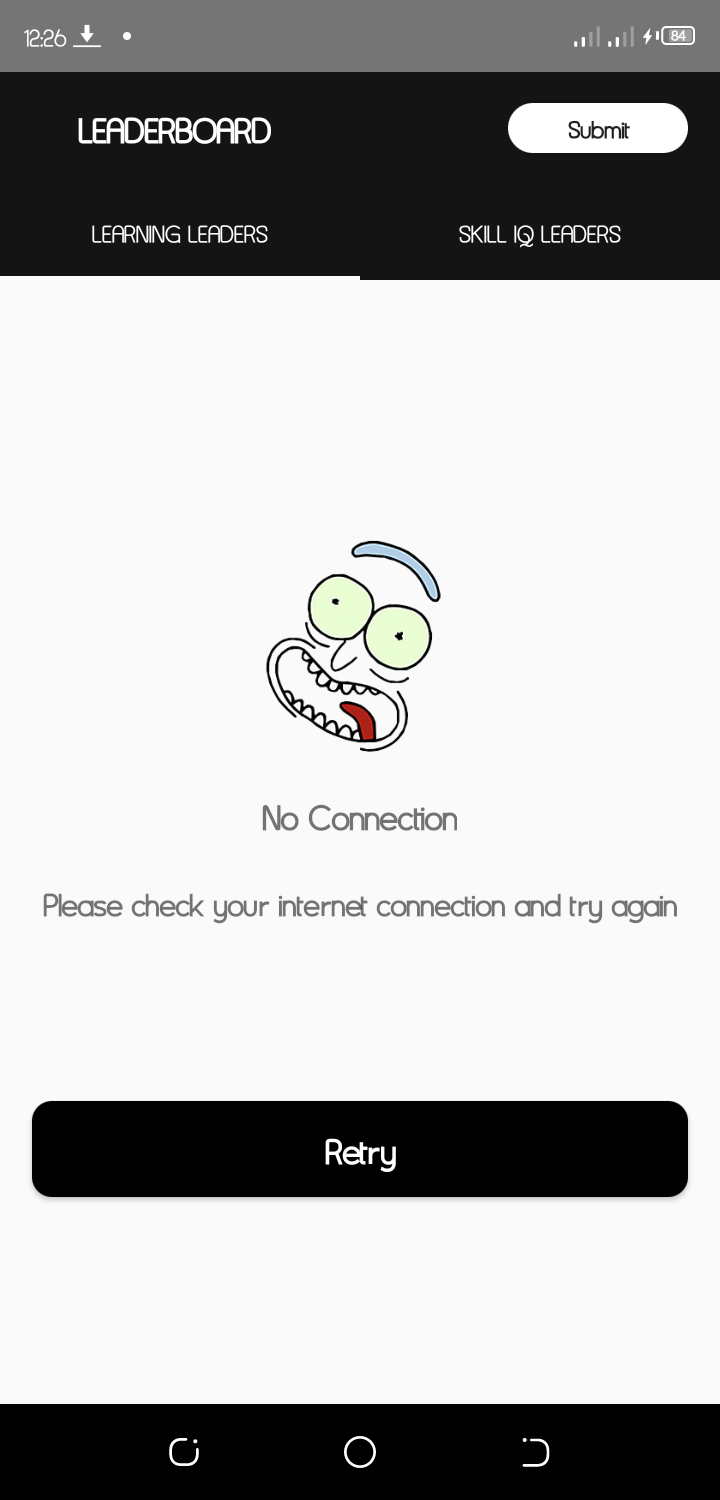 12:26
84
LEADERBOARD
Submit
LEARNING LEADERS
SKILL IQ LEADERS
No Connection
Please check your internet connection and try again
Retry